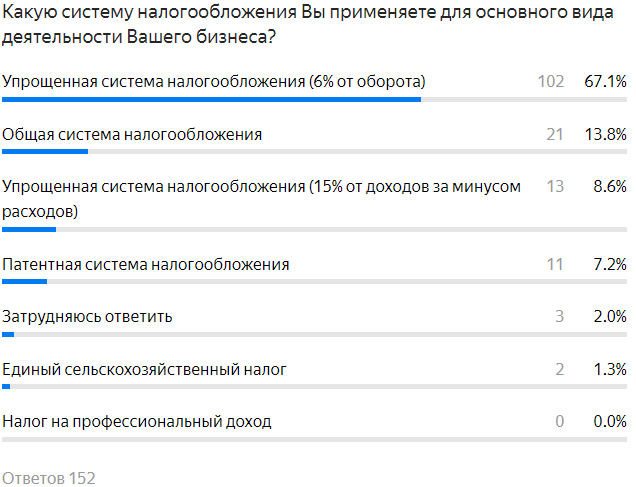 Какую систему налогообложения Вы применяете для основного вида
деятельности Вашего бизнеса?
Упрощенная система налогообложения (6% от оборота) 102 67.1%
Общая система налогообложения 21 13.8%
Упрощенная система налогообложения (15% от доходов за минусом 13 8.6%
расходов)
Патентная система налогообложения 11 7.2%
Затрудняюсь ответить 3 2.0%
Единый сельскохозяйственный налог 2 1.3%
Налог на профессиональный доход 0 0.0%
Ответов 152